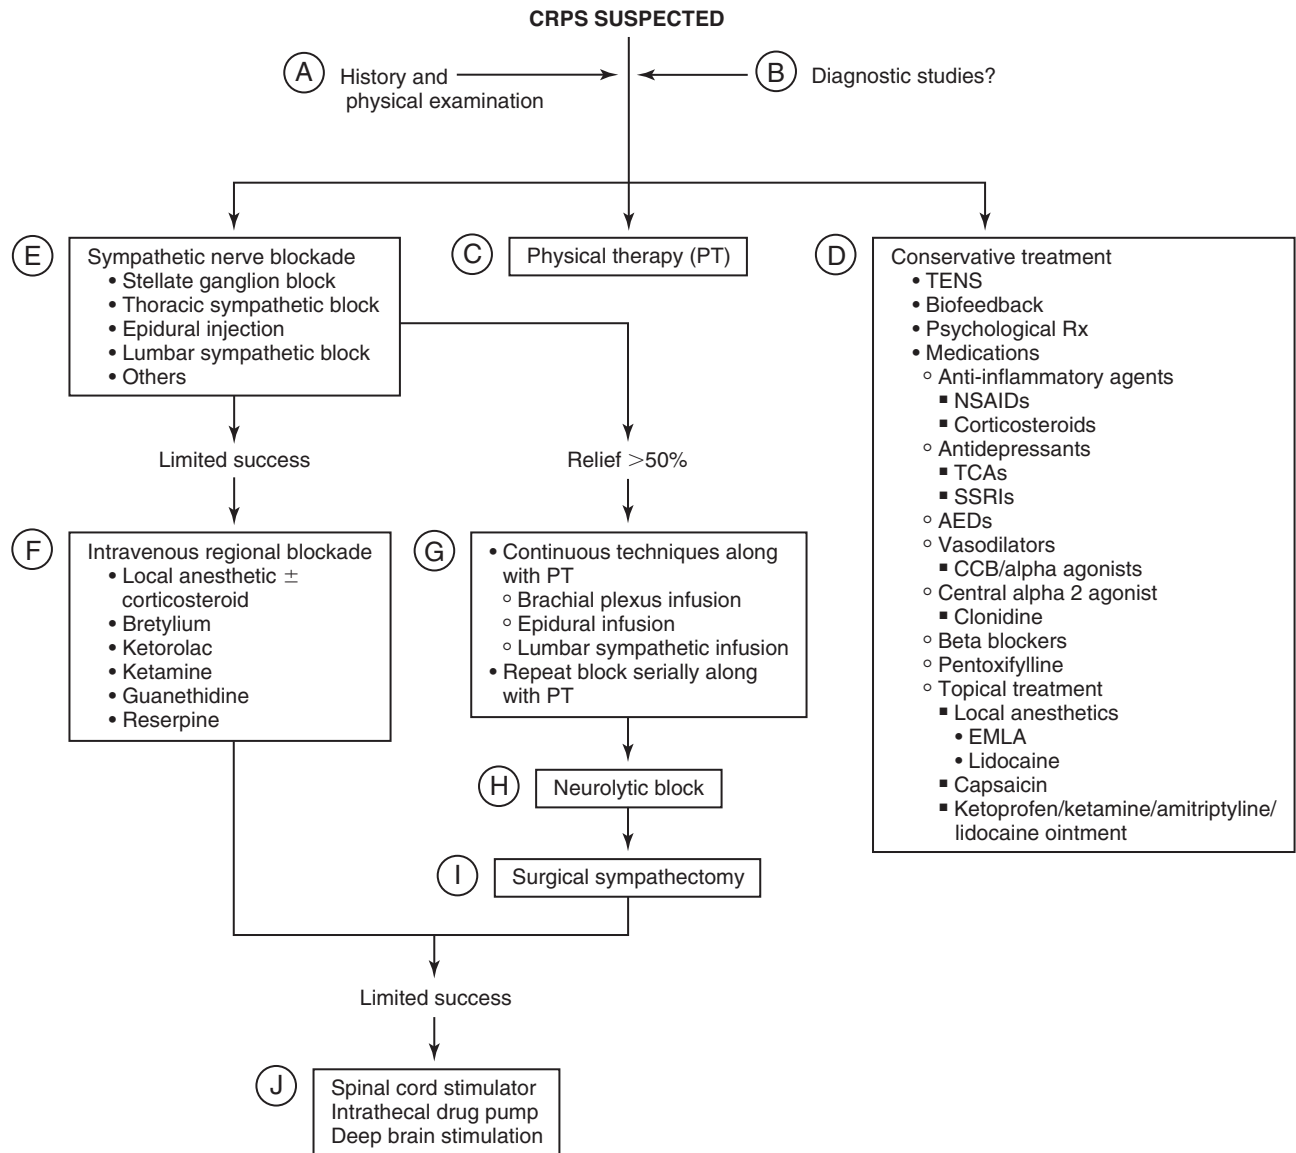 CRPS SUSPECTED
A
History and
physical examination
B
Diagnostic studies?
E
Sympathetic nerve blockade
• Stellate ganglion block
• Thoracic sympathetic block
• Epidural injection
• Lumbar sympathetic block
• Others
C
Physical therapy (PT)
D
Conservative treatment
• TENS
• Biofeedback
• Psychological Rx
• Medications
○ Anti-inflammatory agents
■ NSAIDs
■ Corticosteroids
○ Antidepressants
■ TCAs
■ SSRIs
○ AEDs
○ Vasodilators
■ CCB/alpha agonists
○ Central alpha 2 agonist
■ Clonidine
○ Beta blockers
○ Pentoxifylline
○ Topical treatment
■ Local anesthetics
• EMLA
• Lidocaine
■ Capsaicin
■ Ketoprofen/ketamine/amitriptyline/
lidocaine ointment
Limited success
Relief >50%
F
Intravenous regional blockade
• Local anesthetic ±
corticosteroid
• Bretylium
• Ketorolac
• Ketamine
• Guanethidine
• Reserpine
G
• Continuous techniques along
with PT
○ Brachial plexus infusion
○ Epidural infusion
○ Lumbar sympathetic infusion
• Repeat block serially along
with PT
H
Neurolytic block
I
Surgical sympathectomy
Limited success
J
Spinal cord stimulator
Intrathecal drug pump
Deep brain stimulation